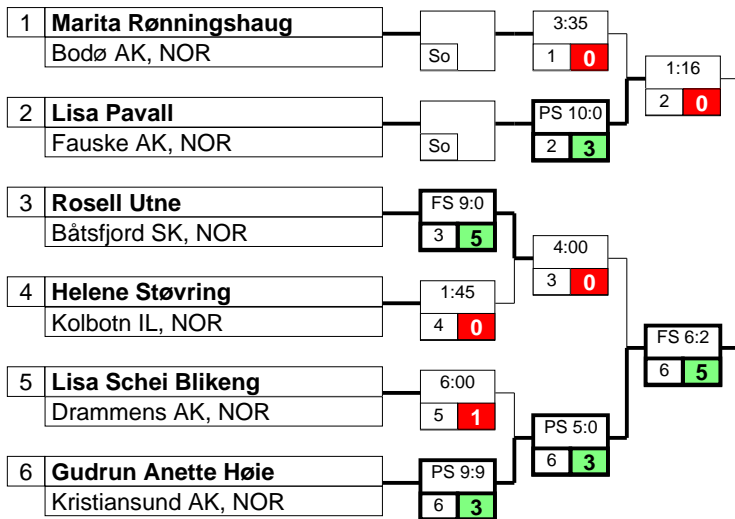 1 Marita Rønningshaug
Bodø AK, NOR
So
3:35
1 0
1:16
2 0
2 Lisa Pavall
Fauske AK, NOR
So
PS 10:0
2 3
3 Rosell Utne
Båtsfjord SK, NOR
FS 9:0
3 5
4:00
3 0
4 Helene Støvring
Kolbotn IL, NOR
1:45
4 0
FS 6:2
6 5
5 Lisa Schei Blikeng
Drammens AK, NOR
6:00
5 1
PS 5:0
6 3
6 Gudrun Anette Høie
Kristiansund AK, NOR
PS 9:9
6 3